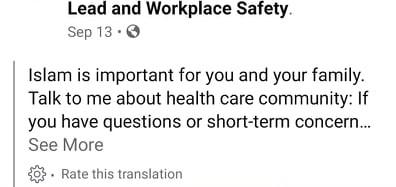 Lead and Workplace Safety.
Sep 13 •
Islam is important for you and your family.
Talk to me about health care community: If
you have questions or short-term concern...
See More
• Rate this translation